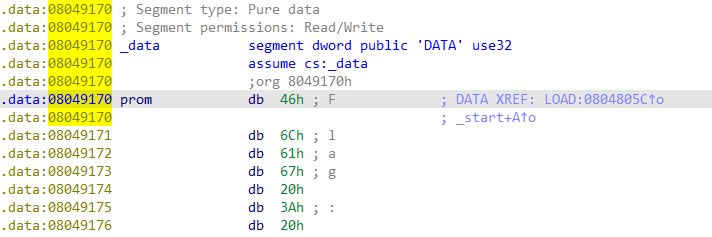 .data:08049170 ; Segment type: Pure data
.data:08049170 ; Segment permissions: Read/Write
.data:08049170 _data segment dword public 'DATA' use32
.data:08049170 assume cs:_data
.data:08049170 ;org 8049170h
.data:08049170 prom db 46h ; F ; DATA XREF: LOAD:0804805C↑o
.data:08049170 ; _start+A↑o
.data:08049171 db 6Ch ; l
.data:08049172 db 61h ; a
.data:08049173 db 67h ; g
.data:08049174 db 20h
.data:08049175 db 3Ah ; :
.data:08049176 db 20h